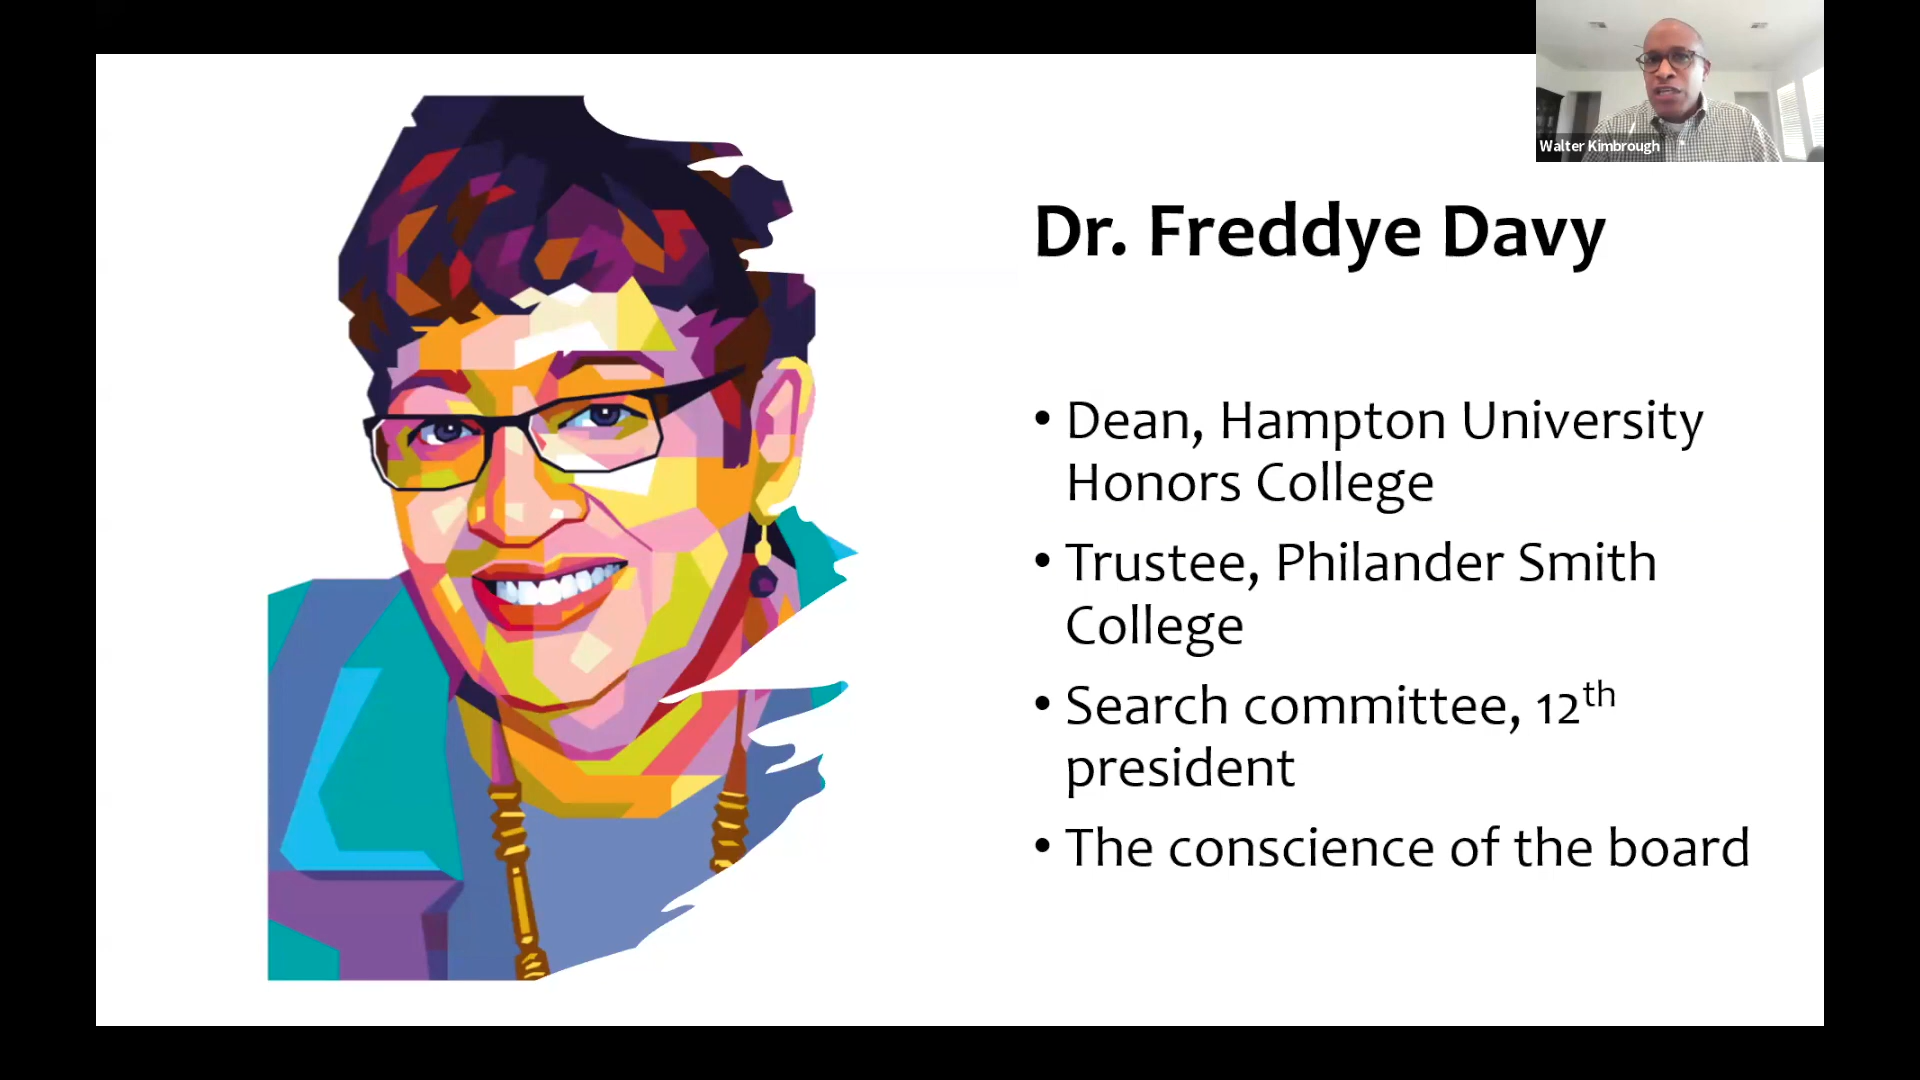 Walter Kimbrough
Dr. Freddye Davy
• Dean, Hampton University
Honors College
• Trustee, Philander Smith
College
• Search committee, 12th
president
• The conscience of the board